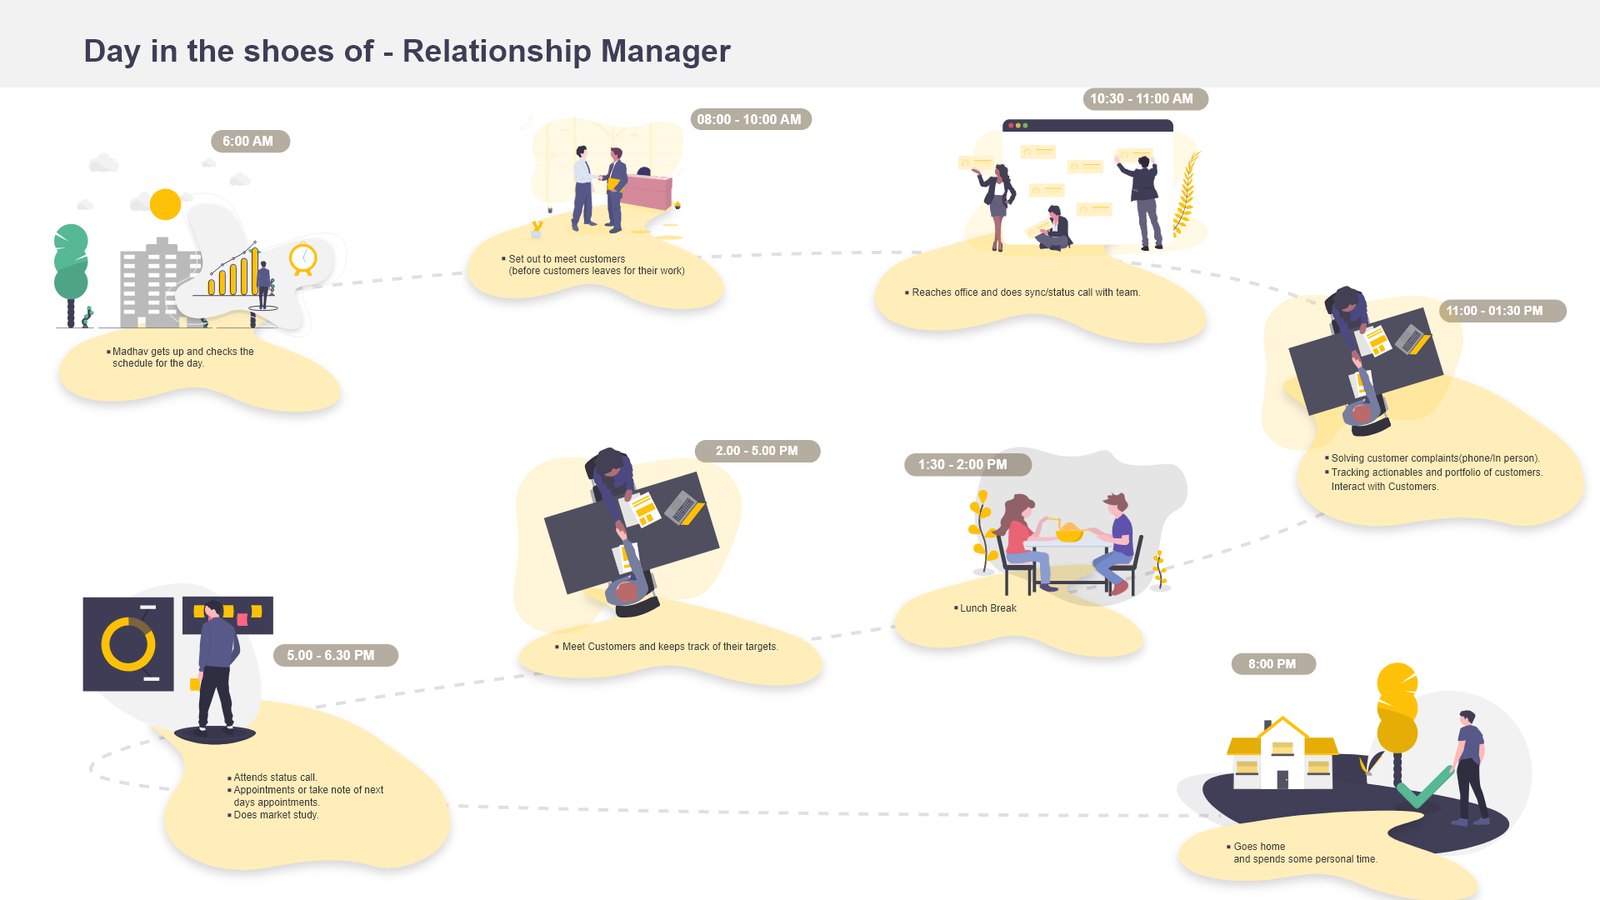 Day in the shoes of - Relationship Manager
6:00 AM
▪ Madhav gets up and checks the
schedule for the day.
08:00 - 10:00 AM
▪ Set out to meet customers
(before customers leaves for their work)
10:30 - 11:00 AM
▪ Reaches office and does sync/status call with team.
11:00 - 01:30 PM
▪ Solving customer complaints(phone/In person).
▪ Tracking actionables and portfolio of customers.
Interact with Customers.
1:30 - 2:00 PM
▪ Lunch Break
2.00 - 5.00 PM
▪ Meet Customers and keeps track of their targets.
5.00 - 6.30 PM
▪ Attends status call.
▪ Appointments or take note of next
days appointments.
▪ Does market study.
8:00 PM
▪ Goes home
and spends some personal time.